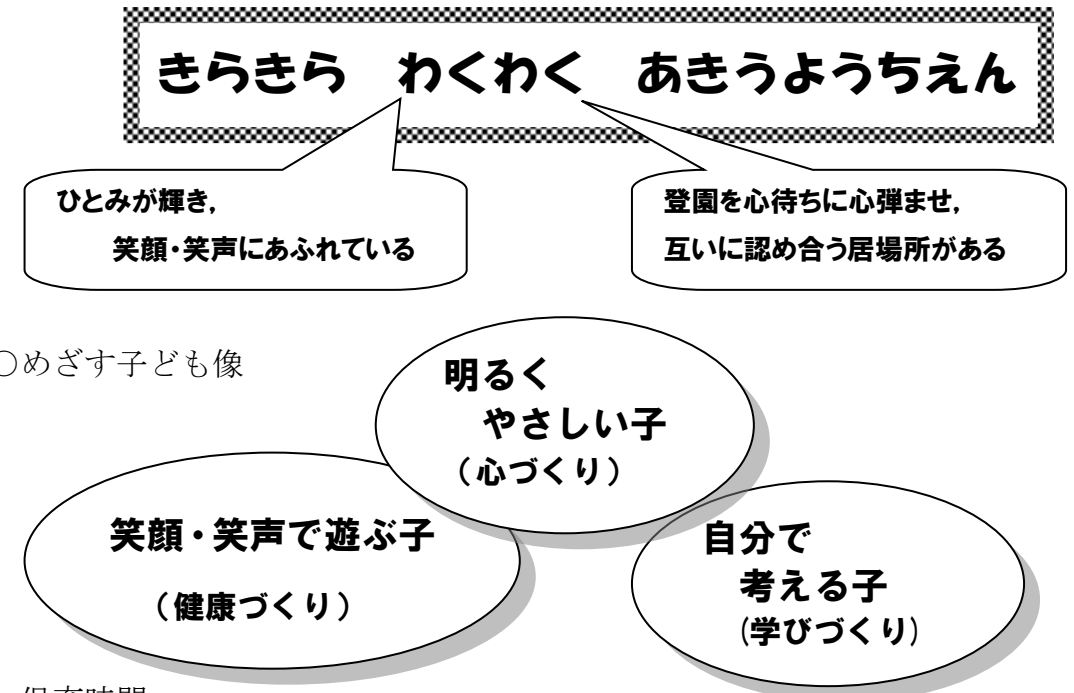 きらきら　わくわく　あきうようちえん
ひとみが輝き，
笑顔・笑声にあふれている
登園を心待ちに心弾ませ，
互いに認め合う居場所がある
○めざす子ども像
明るく
やさしい子
（心づくり）
笑顔・笑声で遊ぶ子
（健康づくり）
自分で
考える子
(学びづくり)